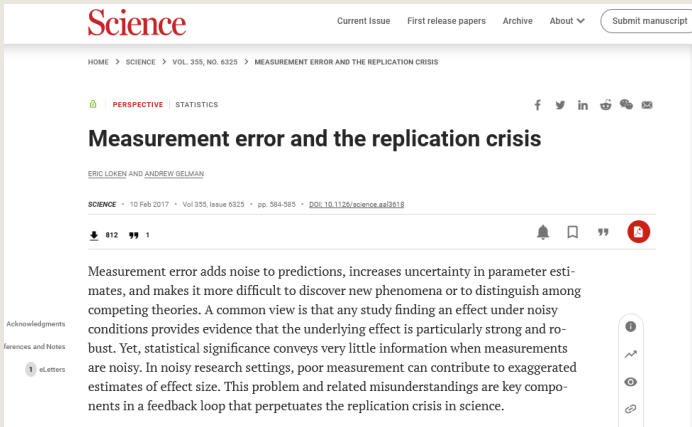 Science
Current Issue First release papers Archive About Submit manuscript
HOME > SCIENCE > VOL. 355, NO. 6325 > MEASUREMENT ERROR AND THE REPLICATION CRISIS
PERSPECTIVE | STATISTICS
Measurement error and the replication crisis
ERIC LOKEN AND ANDREW GELMAN
SCIENCE • 10 Feb 2017 • Vol 355, Issue 6325 • pp. 584-585 • DOI: 10.1126/science.aal3618
812 1
Measurement error adds noise to predictions, increases uncertainty in parameter esti-
mates, and makes it more difficult to discover new phenomena or to distinguish among
competing theories. A common view is that any study finding an effect under noisy
conditions provides evidence that the underlying effect is particularly strong and ro-
bust. Yet, statistical significance conveys very little information when measurements
are noisy. In noisy research settings, poor measurement can contribute to exaggerated
estimates of effect size. This problem and related misunderstandings are key compo-
nents in a feedback loop that perpetuates the replication crisis in science.
Acknowledgments
ferences and Notes
1 eLetters